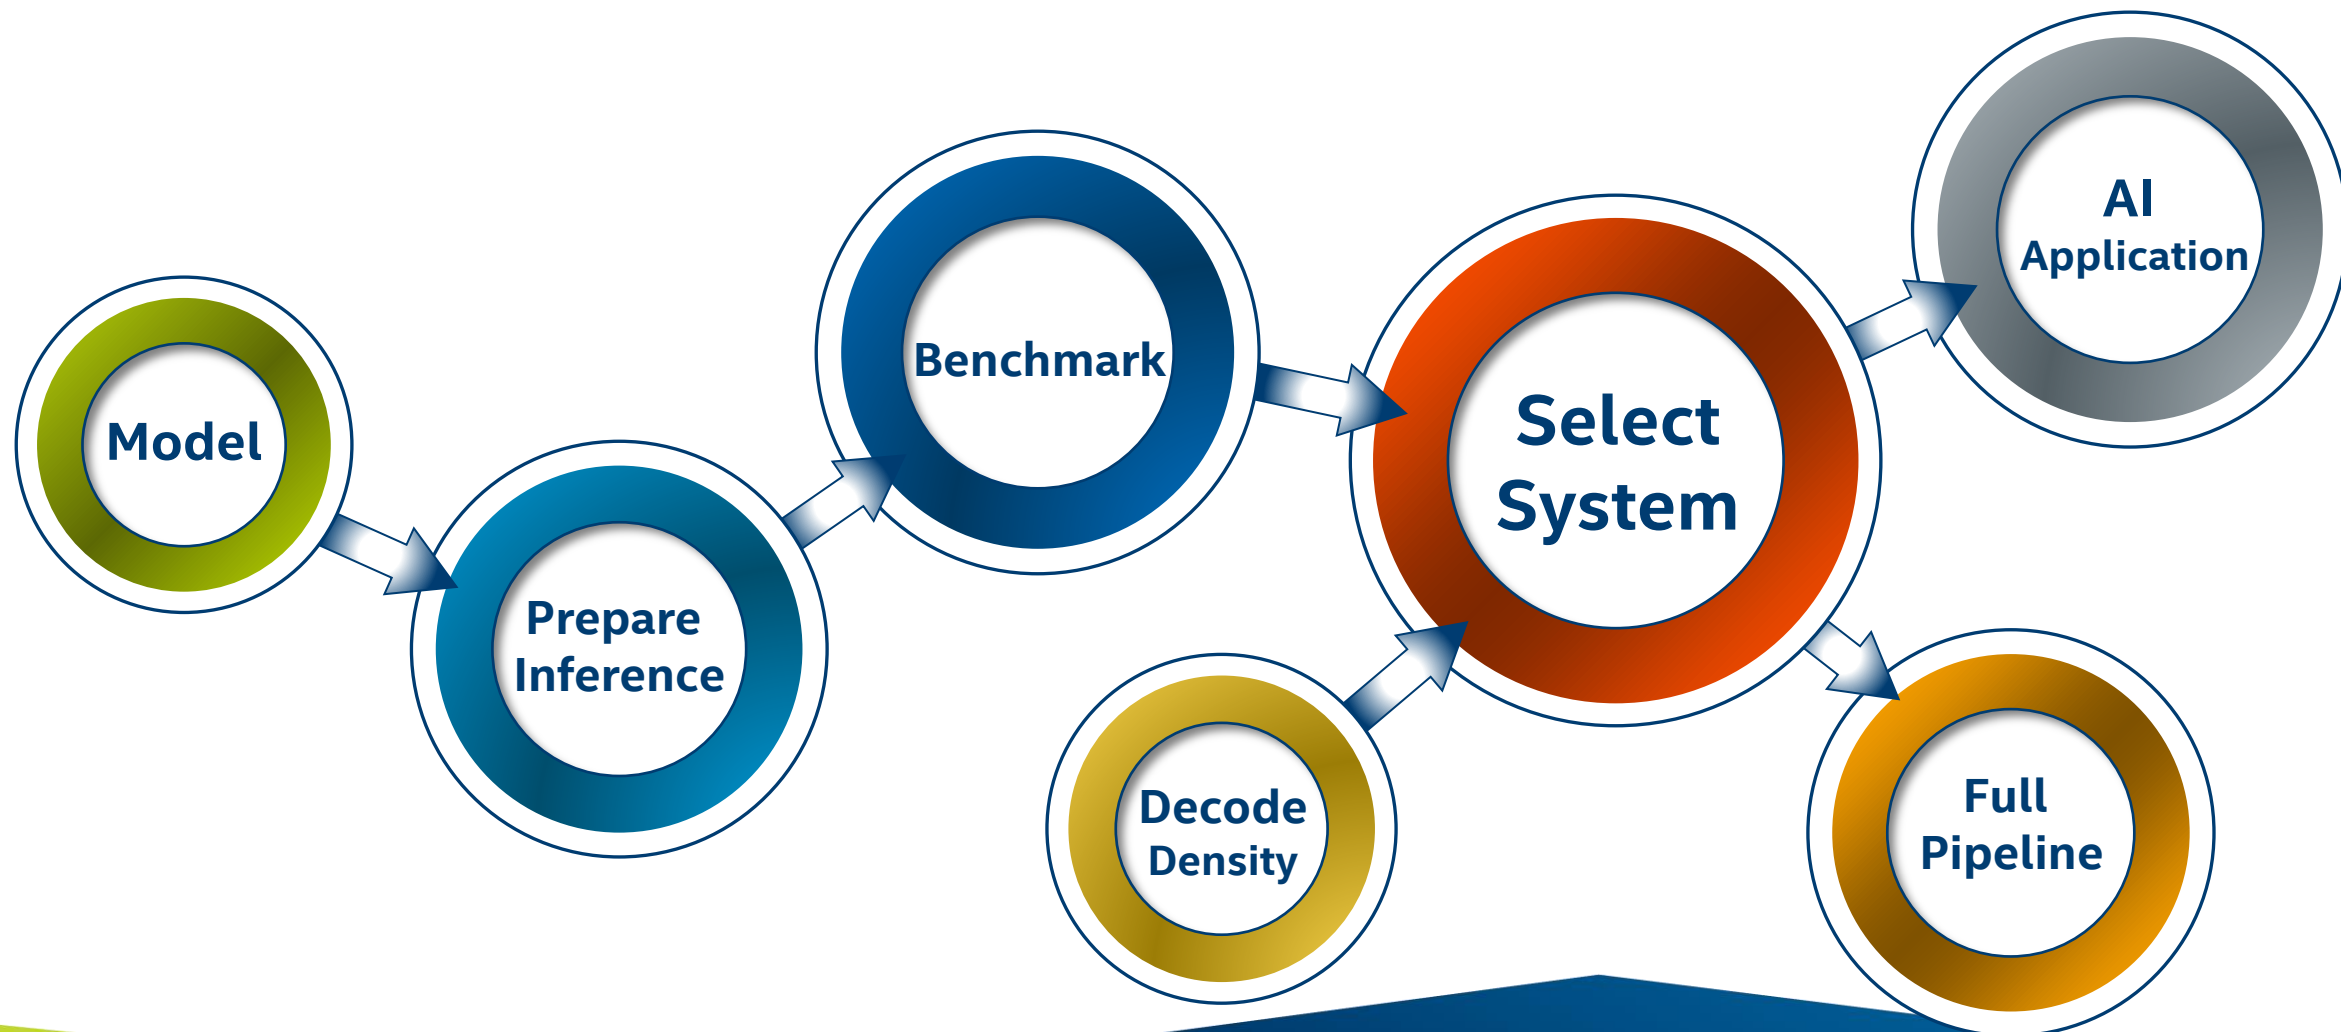 Model
Prepare
Inference
Benchmark
Select
System
Decode
Density
AI
Application
Full
Pipeline